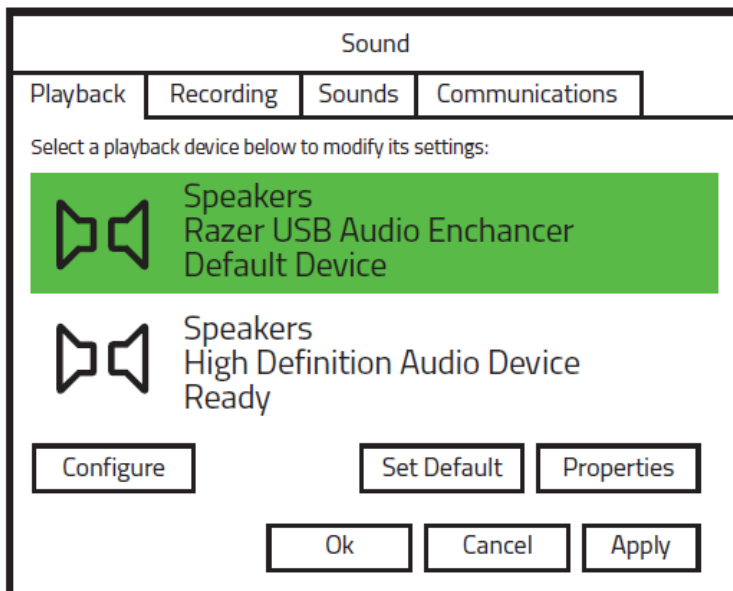 Sound
Playback Recording Sounds Communications
Select a playback device below to modify its settings:
Speakers
Razer USB Audio Enchancer
Default Device
Speakers
High Definition Audio Device
Ready
Configure Set Default Properties
Ok Cancel Apply